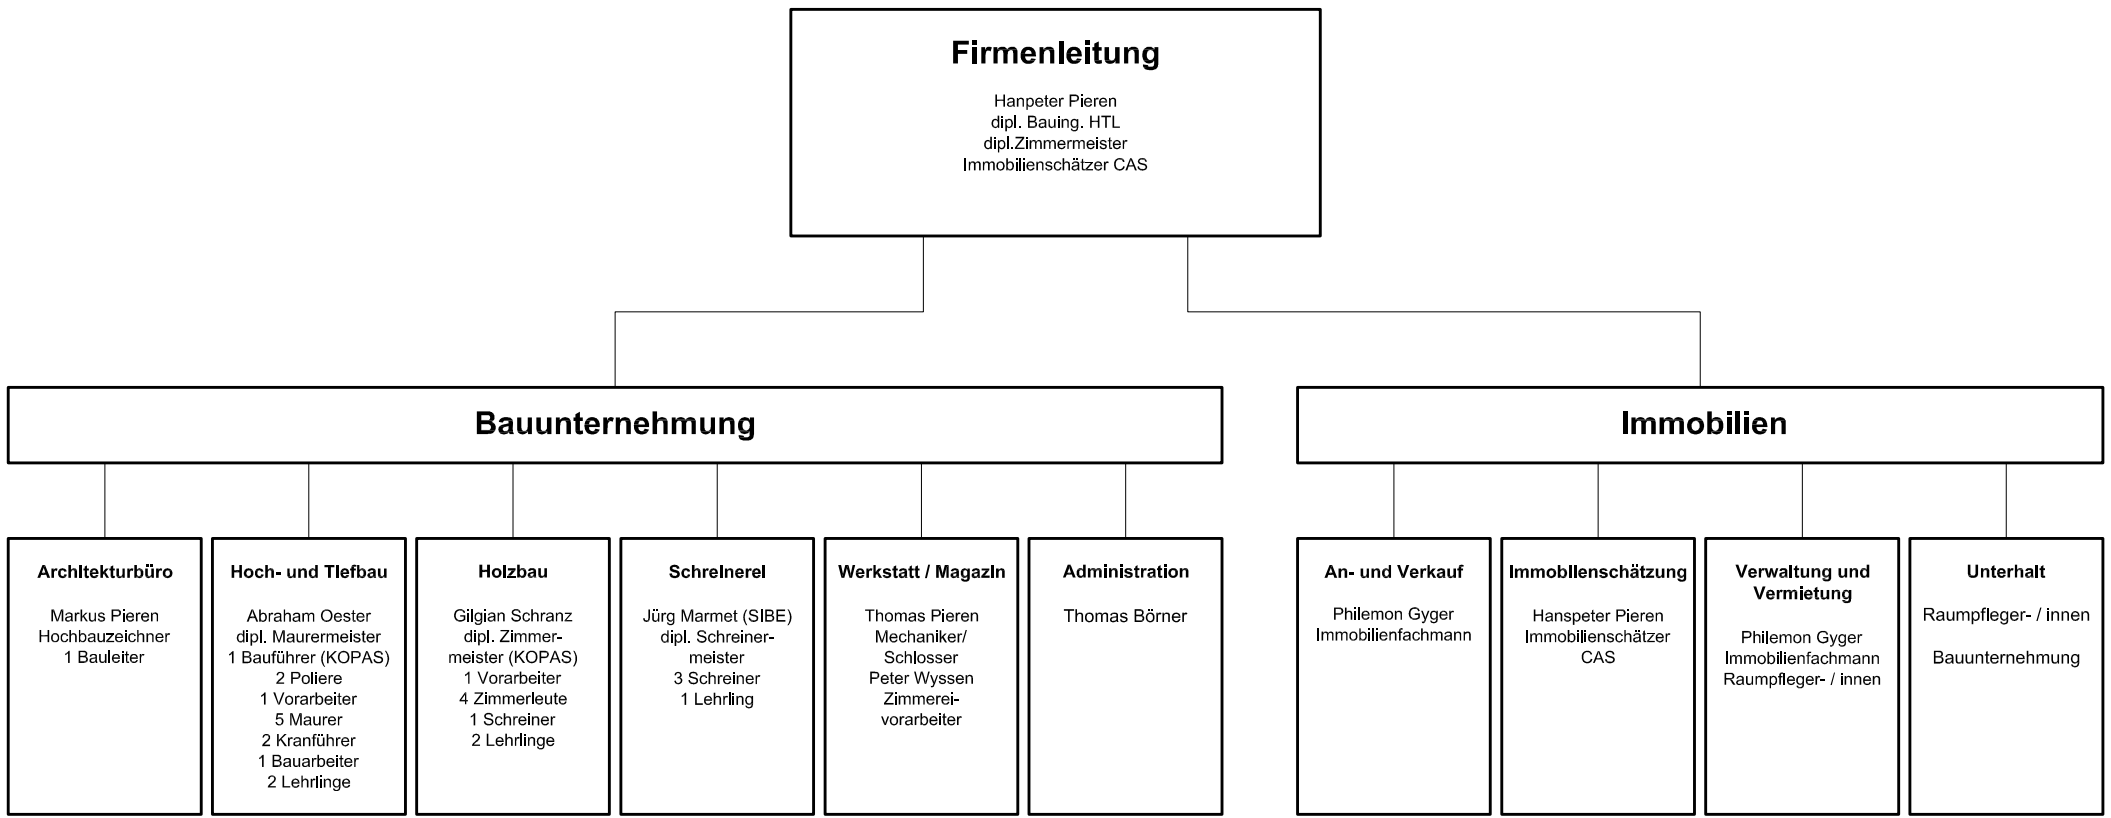 Firmenleitung
Hanpeter Pieren
dipl. Bauing. HTL
dipl.Zimmermeister
Immobilienschätzer CAS
Bauunternehmung
Immobilien
Architekturbüro
Markus Pieren
Hochbauzeichner
1 Bauleiter
Hoch- und Tiefbau
Abraham Oester
dipl. Maurermeister
1 Bauführer (KOPAS)
2 Poliere
1 Vorarbeiter
5 Maurer
2 Kranführer
1 Bauarbeiter
2 Lehrlinge
Holzbau
Gilgian Schranz
dipl. Zimmer-
meister (KOPAS)
1 Vorarbeiter
4 Zimmerleute
1 Schreiner
2 Lehrlinge
Schreinerei
Jürg Marmet (SIBE)
dipl. Schreiner-
meister
3 Schreiner
1 Lehrling
Werkstatt / Magazin
Thomas Pieren
Mechaniker/
Schlosser
Peter Wyssen
Zimmerei-
vorarbeiter
Administration
Thomas Börner
An- und Verkauf
Philemon Gyger
Immobilienfachmann
Immobilienschätzung
Hanspeter Pieren
Immobilienschätzer
CAS
Verwaltung und
Vermietung
Philemon Gyger
Immobilienfachmann
Raumpfleger- / innen
Unterhalt
Raumpfleger- / innen
Bauunternehmung